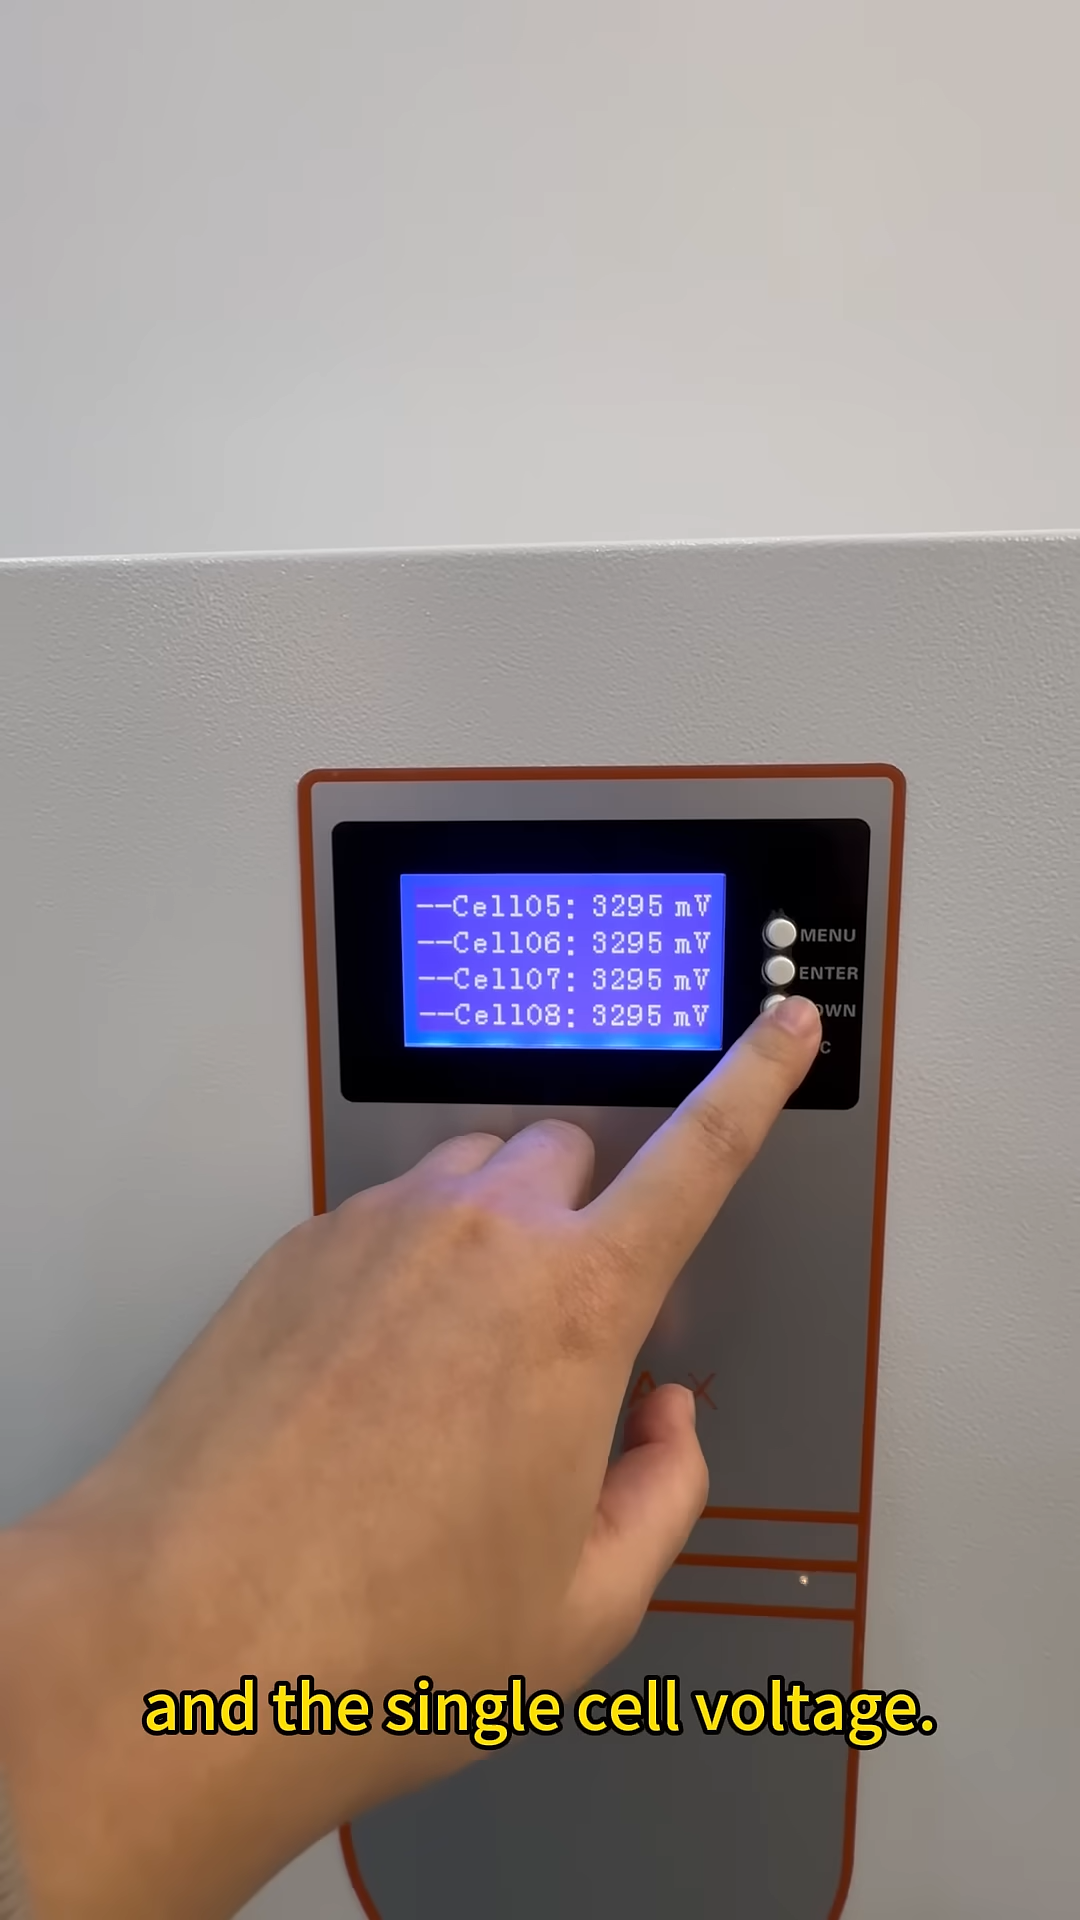 --Cell05: 3295 mV
--Cell06: 3295 mV
--Cell07: 3295 mV
--Cell08: 3295 mV
MENU
ENTER
and the single cell voltage.